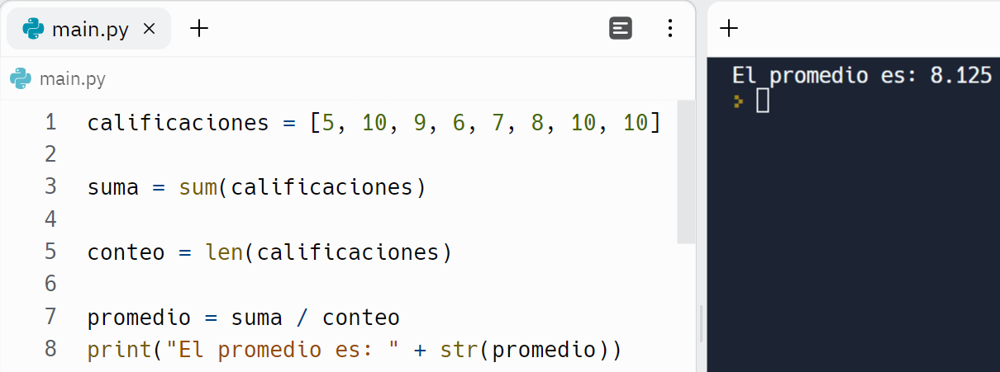 main.py × +
main.py
1 calificaciones = [5, 10, 9, 6, 7, 8, 10, 10]
2
3 suma = sum(calificaciones)
4
5 conteo = len(calificaciones)
6
7 promedio = suma / conteo
8 print("El promedio es: " + str(promedio))
+
El promedio es: 8.125
>